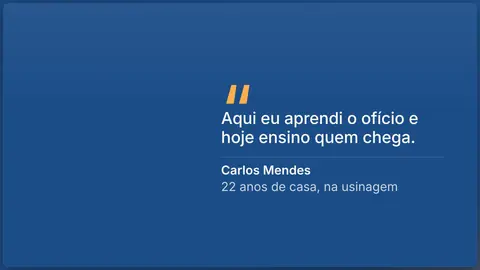 "
Aqui eu aprendi o ofício e
hoje ensino quem chega.
Carlos Mendes
22 anos de casa, na usinagem